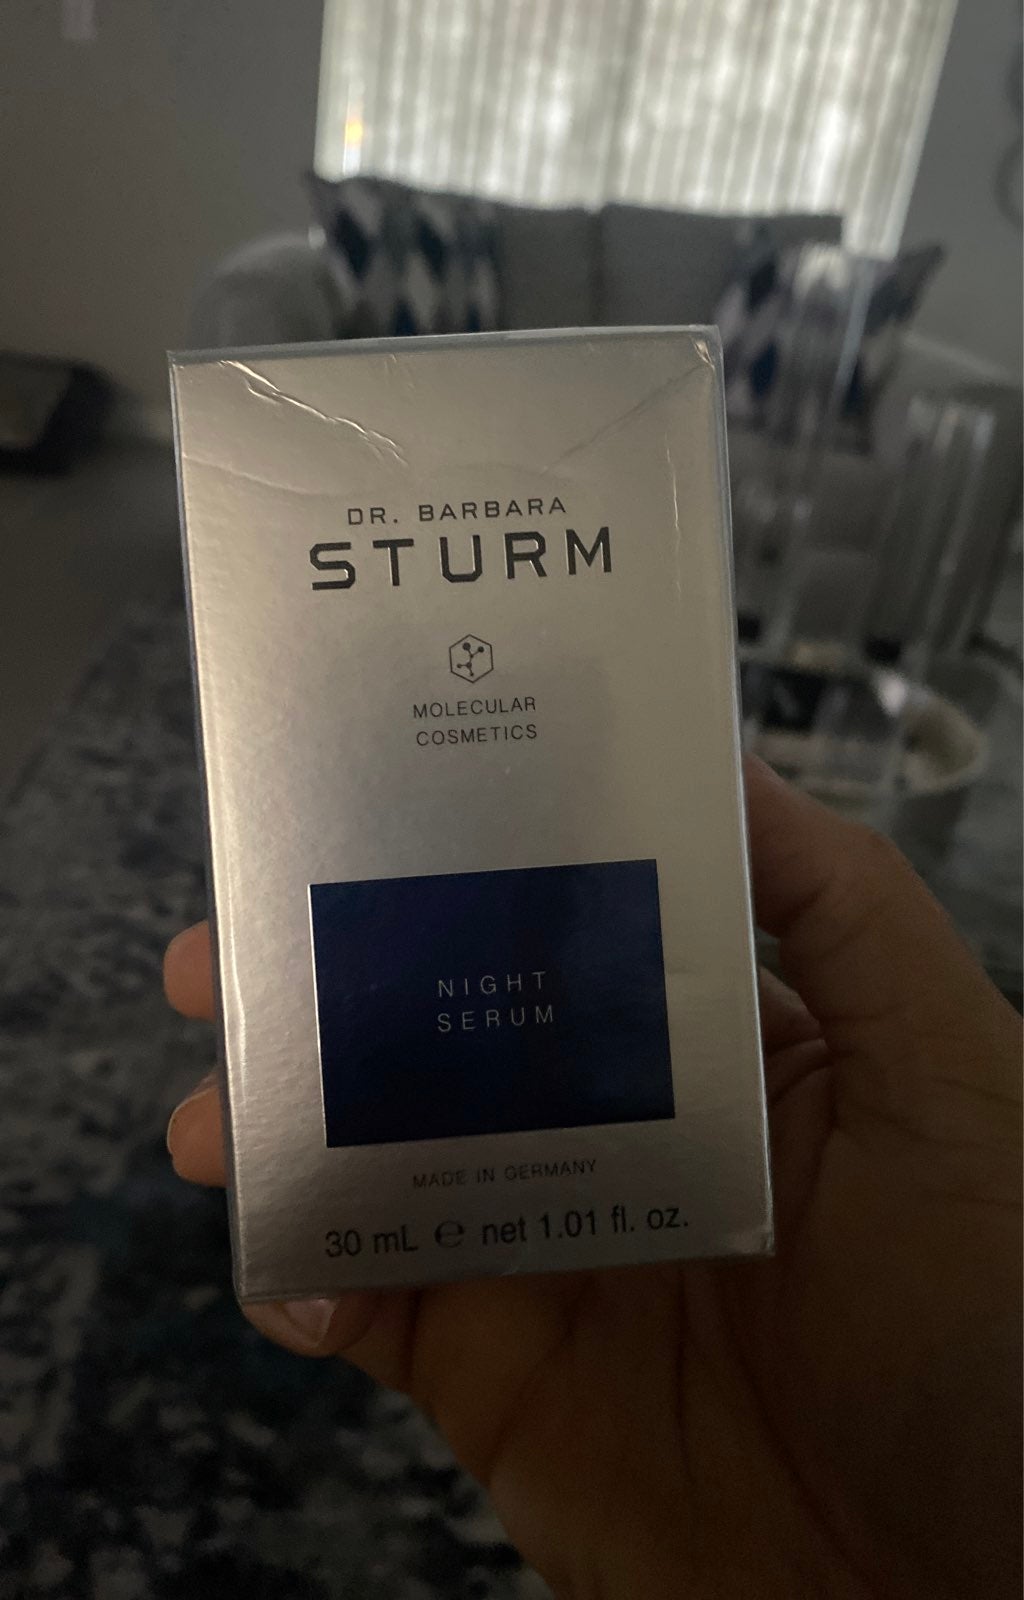 DR. BARBARA
STURM
MOLECULAR
COSMETICS
NIGHT
SERUM
MADE IN GERMANY
30 mL ℮ net 1.01 fl. oz.